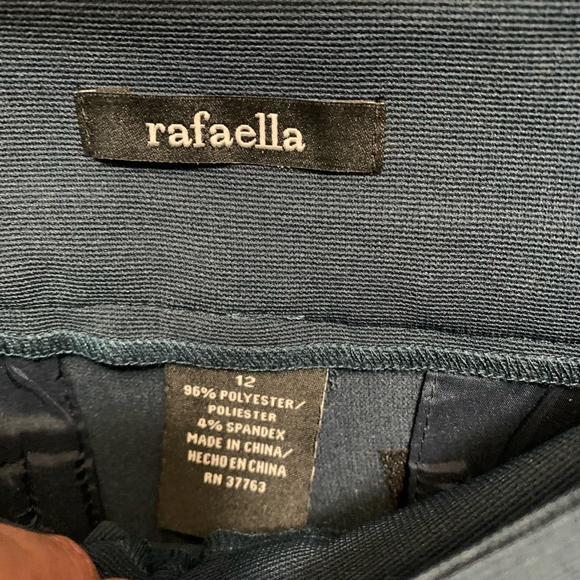 rafaella
12
96% POLYESTER/
POLIESTER
4% SPANDEX
MADE IN CHINA/
HECHO EN CHINA
RN 37763